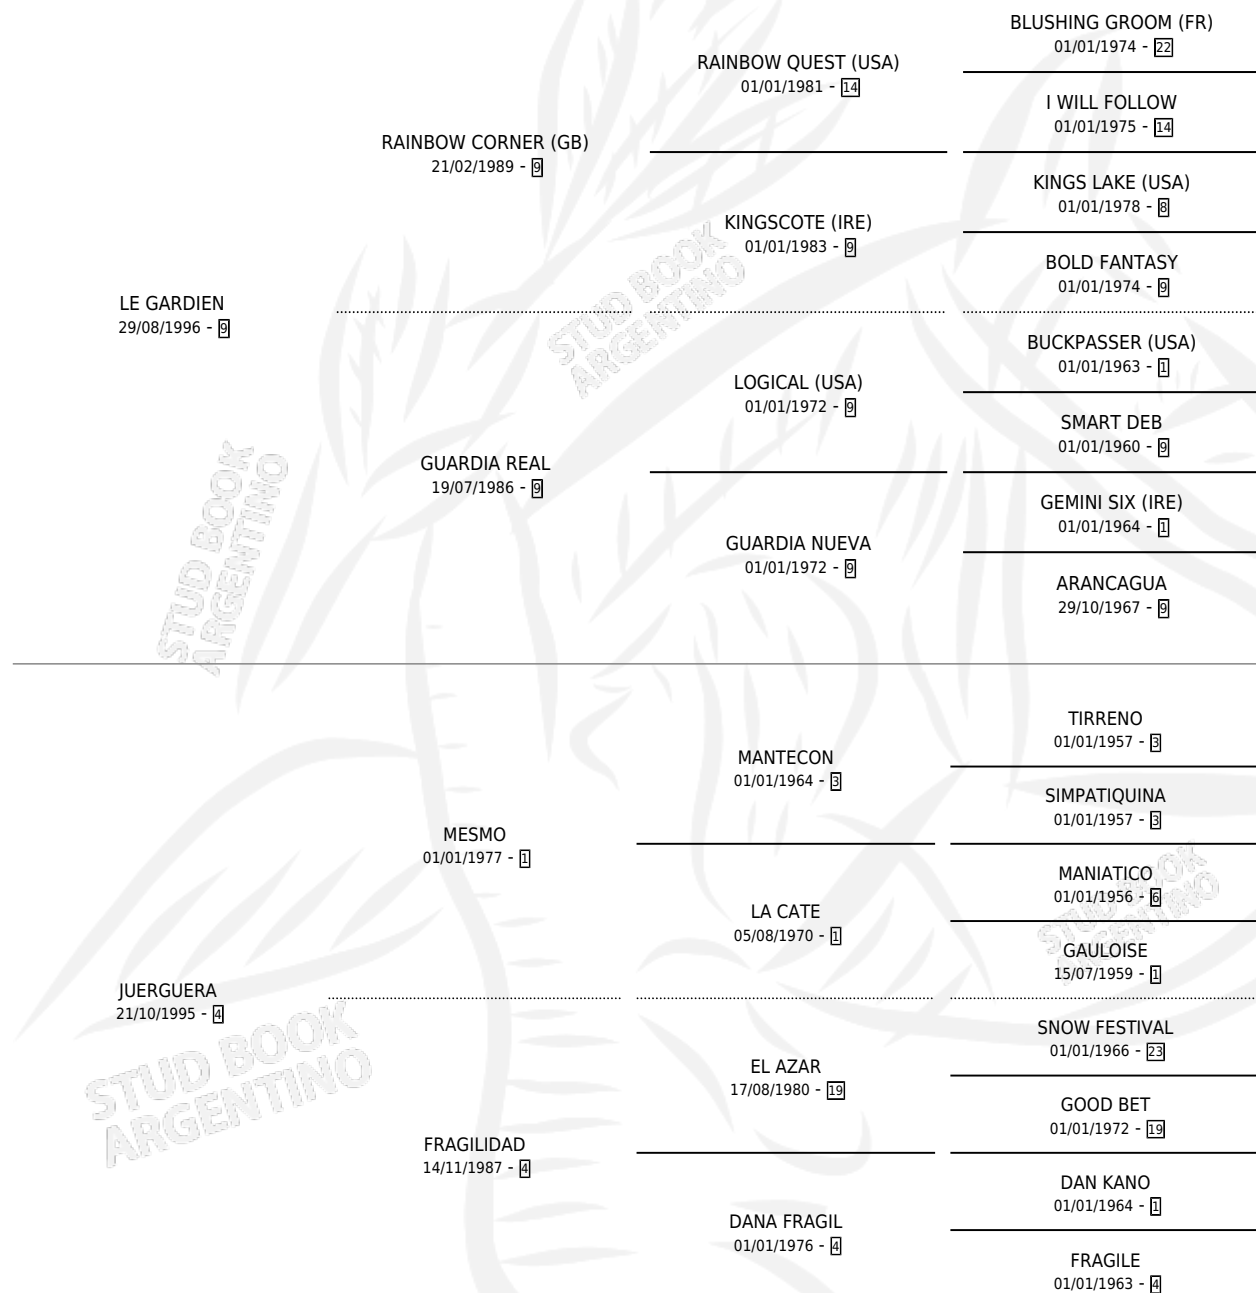 BLUSHING GROOM (FR)
01/01/1974 - 22
RAINBOW QUEST (USA)
01/01/1981 - 14
I WILL FOLLOW
01/01/1975 - 14
RAINBOW CORNER (GB)
21/02/1989 - 9
KINGS LAKE (USA)
01/01/1978 - 8
KINGSCOTE (IRE)
01/01/1983 - 9
BOLD FANTASY
01/01/1974 - 9
LE GARDIEN
29/08/1996 - 9
STUD BOOK
ARGENTINO
BUCKPASSER (USA)
01/01/1963 - 1
LOGICAL (USA)
01/01/1972 - 9
SMART DEB
01/01/1960 - 9
GUARDIA REAL
19/07/1986 - 9
GEMINI SIX (IRE)
01/01/1964 - 1
GUARDIA NUEVA
01/01/1972 - 9
ARANCAGUA
29/10/1967 - 9
STUD BOOK
ARGENTINO
TIRRENO
01/01/1957 - 3
MANTECON
01/01/1964 - 3
SIMPATIQUINA
01/01/1957 - 3
MESMO
01/01/1977 - 1
MANIATICO
01/01/1956 - 6
LA CATE
05/08/1970 - 1
STUD BOOK
ARGENTINO
GAULOISE
15/07/1959 - 1
JUERGUERA
21/10/1995 - 4
STUD BOOK
ARGENTINO
SNOW FESTIVAL
01/01/1966 - 23
EL AZAR
17/08/1980 - 19
GOOD BET
01/01/1972 - 19
FRAGILIDAD
14/11/1987 - 4
DAN KANO
01/01/1964 - 1
DANA FRAGIL
01/01/1976 - 4
FRAGILE
01/01/1963 - 4